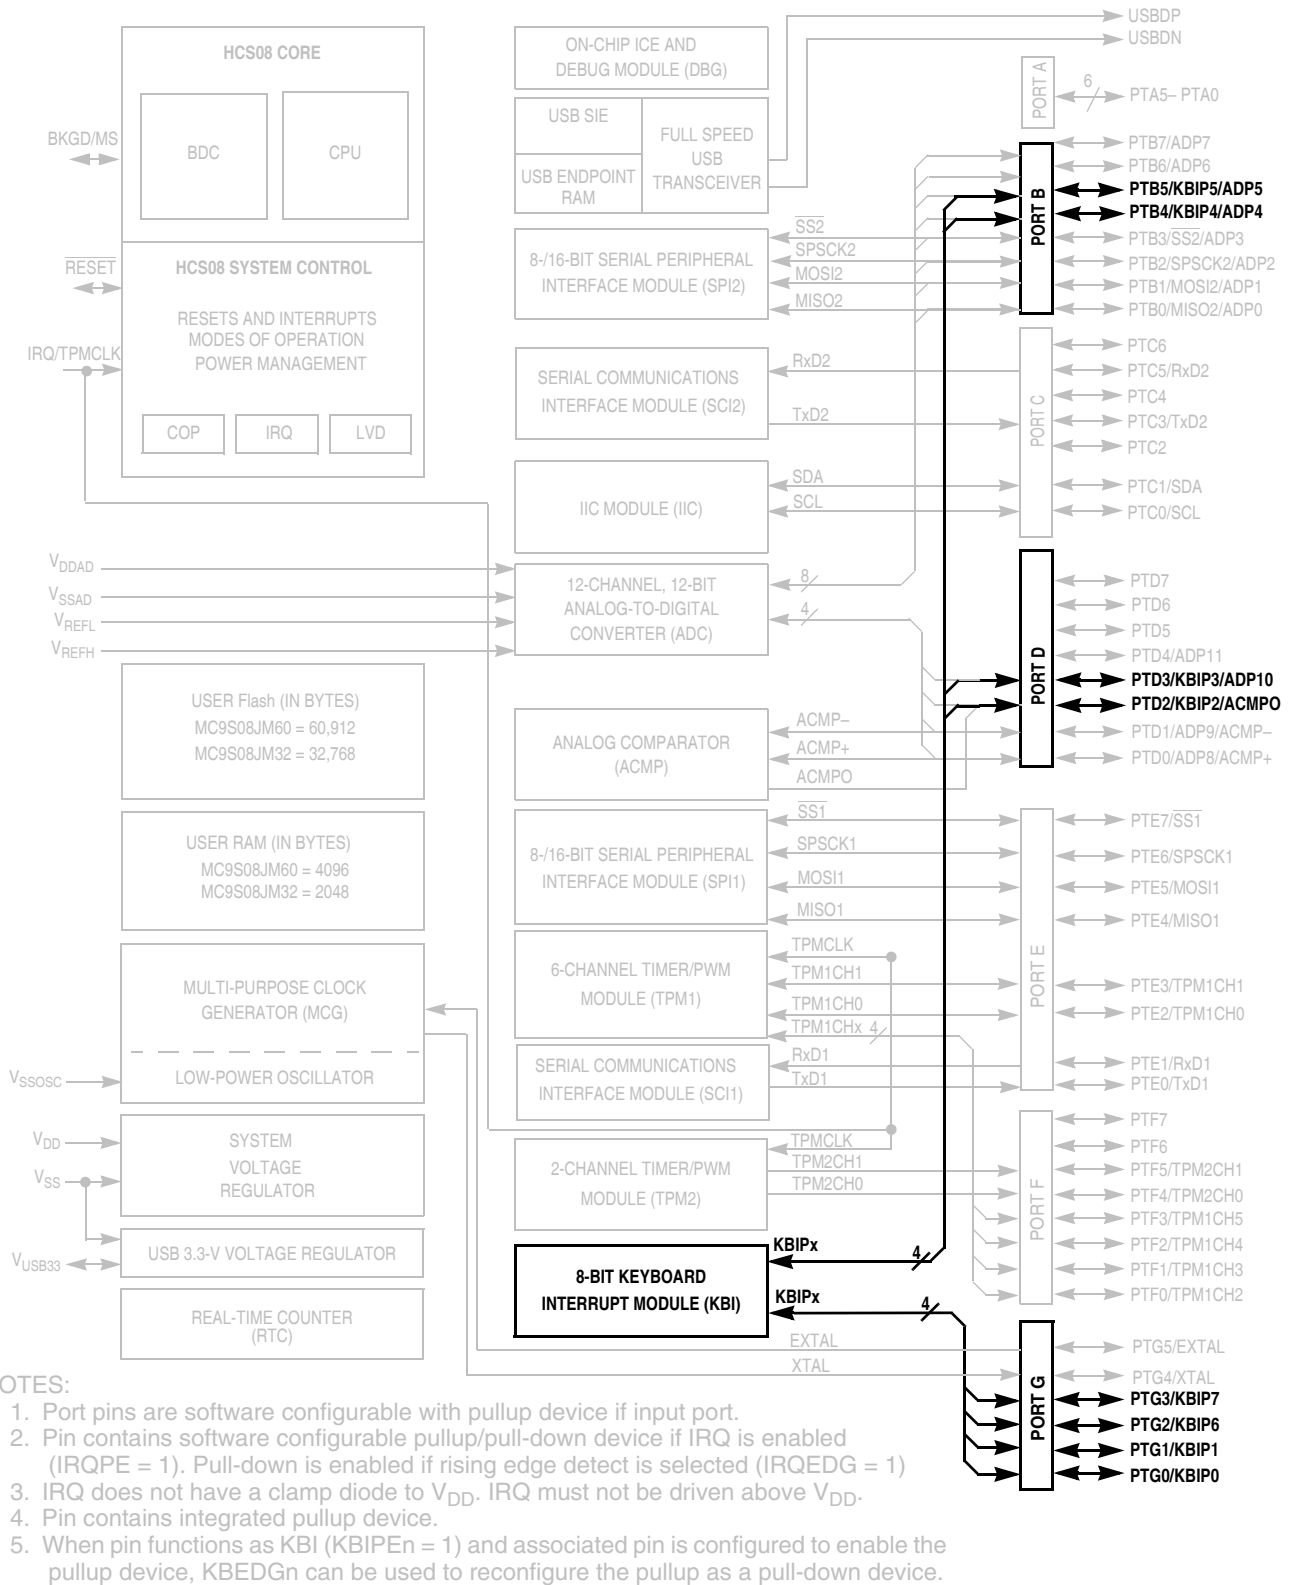 HCS08 CORE
BDC
CPU
BKGD/MS
RESET
HCS08 SYSTEM CONTROL
RESETS AND INTERRUPTS
MODES OF OPERATION
POWER MANAGEMENT
IRQ/TPMCLK
COP
IRQ
LVD
VDDAD
VSSAD
VREFL
VREFH
USER Flash (IN BYTES)
MC9S08JM60 = 60,912
MC9S08JM32 = 32,768
USER RAM (IN BYTES)
MC9S08JM60 = 4096
MC9S08JM32 = 2048
MULTI-PURPOSE CLOCK
GENERATOR (MCG)
LOW-POWER OSCILLATOR
VSSOSC
VDD
VSS
SYSTEM
VOLTAGE
REGULATOR
VUSB33
USB 3.3-V VOLTAGE REGULATOR
REAL-TIME COUNTER
(RTC)
ON-CHIP ICE AND
DEBUG MODULE (DBG)
USB SIE
USB ENDPOINT
RAM
FULL SPEED
USB
TRANSCEIVER
8-/16-BIT SERIAL PERIPHERAL
INTERFACE MODULE (SPI2)
SS2
SPSCK2
MOSI2
MISO2
SERIAL COMMUNICATIONS
INTERFACE MODULE (SCI2)
RxD2
TxD2
IIC MODULE (IIC)
SDA
SCL
12-CHANNEL, 12-BIT
ANALOG-TO-DIGITAL
CONVERTER (ADC)
8
4
ANALOG COMPARATOR
(ACMP)
ACMP–
ACMP+
ACMPO
8-/16-BIT SERIAL PERIPHERAL
INTERFACE MODULE (SPI1)
SS1
SPSCK1
MOSI1
MISO1
6-CHANNEL TIMER/PWM
MODULE (TPM1)
TPMCLK
TPM1CH1
TPM1CH0
TPM1CHx 4
SERIAL COMMUNICATIONS
INTERFACE MODULE (SCI1)
RxD1
TxD1
2-CHANNEL TIMER/PWM
MODULE (TPM2)
TPMCLK
TPM2CH1
TPM2CH0
8-BIT KEYBOARD
INTERRUPT MODULE (KBI)
KBIPx
4
KBIPx
4
EXTAL
XTAL
USBDP
USBDN
PORT A
6
PTA5– PTA0
PORT B
PTB7/ADP7
PTB6/ADP6
PTB5/KBIP5/ADP5
PTB4/KBIP4/ADP4
PTB3/SS2/ADP3
PTB2/SPSCK2/ADP2
PTB1/MOSI2/ADP1
PTB0/MISO2/ADP0
PORT C
PTC6
PTC5/RxD2
PTC4
PTC3/TxD2
PTC2
PTC1/SDA
PTC0/SCL
PORT D
PTD7
PTD6
PTD5
PTD4/ADP11
PTD3/KBIP3/ADP10
PTD2/KBIP2/ACMPO
PTD1/ADP9/ACMP–
PTD0/ADP8/ACMP+
PORT E
PTE7/SS1
PTE6/SPSCK1
PTE5/MOSI1
PTE4/MISO1
PTE3/TPM1CH1
PTE2/TPM1CH0
PTE1/RxD1
PTE0/TxD1
PORT F
PTF7
PTF6
PTF5/TPM2CH1
PTF4/TPM2CH0
PTF3/TPM1CH5
PTF2/TPM1CH4
PTF1/TPM1CH3
PTF0/TPM1CH2
PORT G
PTG5/EXTAL
PTG4/XTAL
PTG3/KBIP7
PTG2/KBIP6
PTG1/KBIP1
PTG0/KBIP0
OTES:
1. Port pins are software configurable with pullup device if input port.
2. Pin contains software configurable pullup/pull-down device if IRQ is enabled
(IRQPE = 1). Pull-down is enabled if rising edge detect is selected (IRQEDG = 1)
3. IRQ does not have a clamp diode to VDD. IRQ must not be driven above VDD.
4. Pin contains integrated pullup device.
5. When pin functions as KBI (KBIPEn = 1) and associated pin is configured to enable the
pullup device, KBEDGn can be used to reconfigure the pullup as a pull-down device.